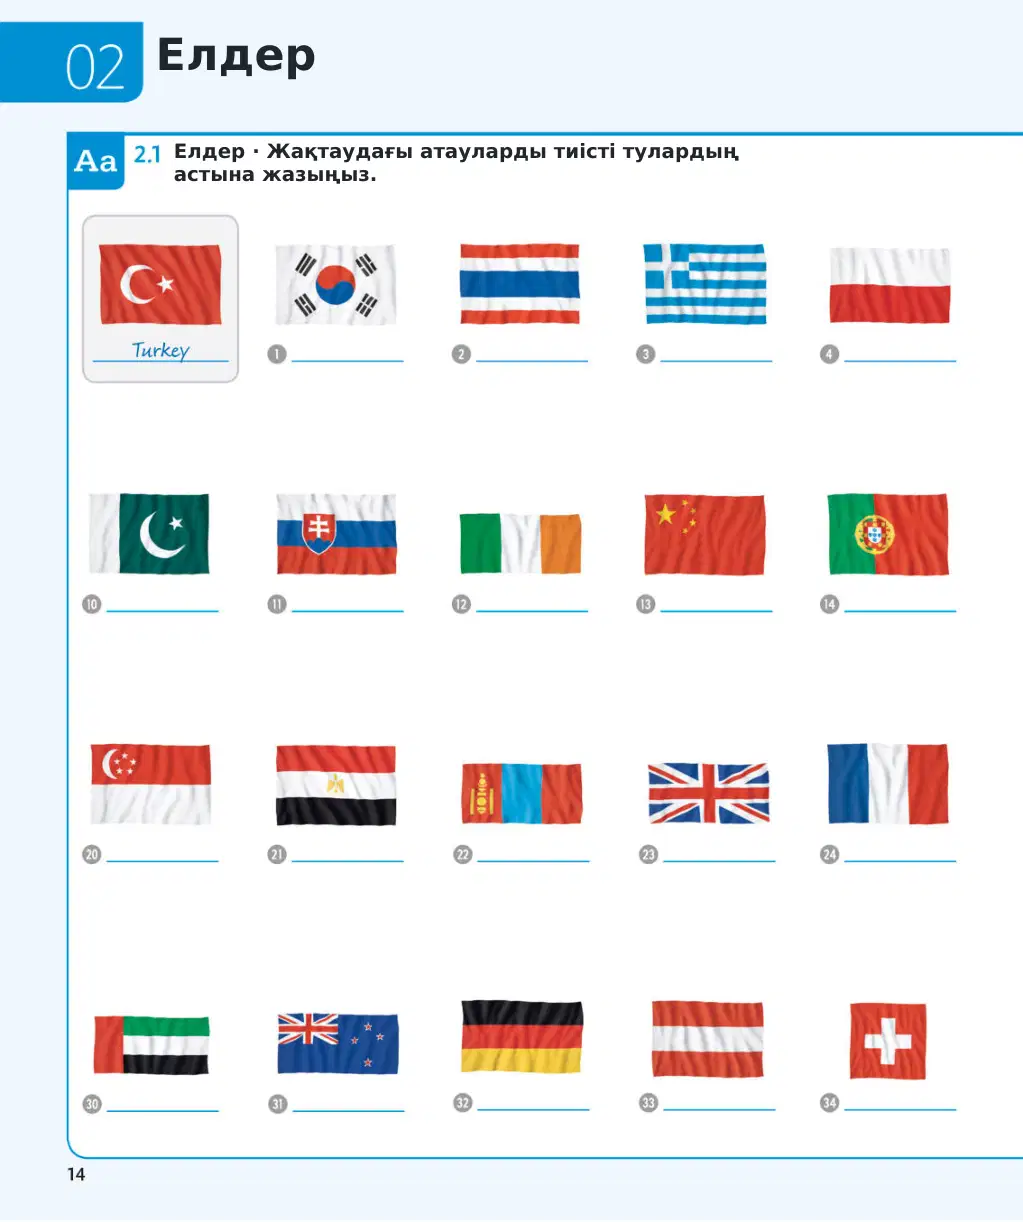 02 Елдер
Aa 2.1 Елдер · Жақтаудағы атауларды тиісті тулардың
астына жазыңыз.
Turkey
1 2 3 4
10 11 12 13 14
20 21 22 23 24
30 31 32 33 34
14